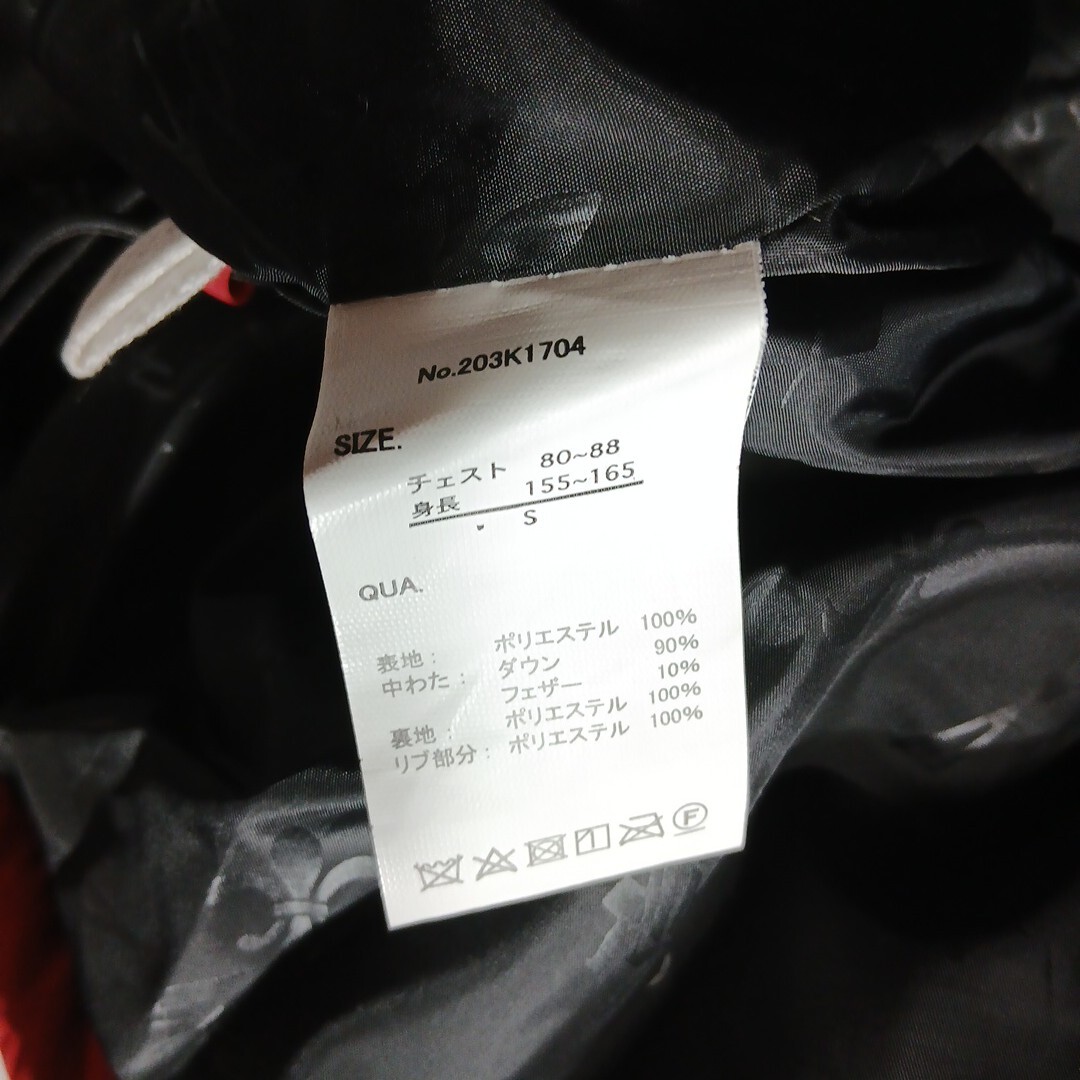 No.203K1704
SIZE.
チェスト 80~88
身長 155~165
S
QUA.
表地: ポリエステル 100%
中わた: ダウン 90%
フェザー 10%
裏地: ポリエステル 100%
リブ部分: ポリエステル 100%
F